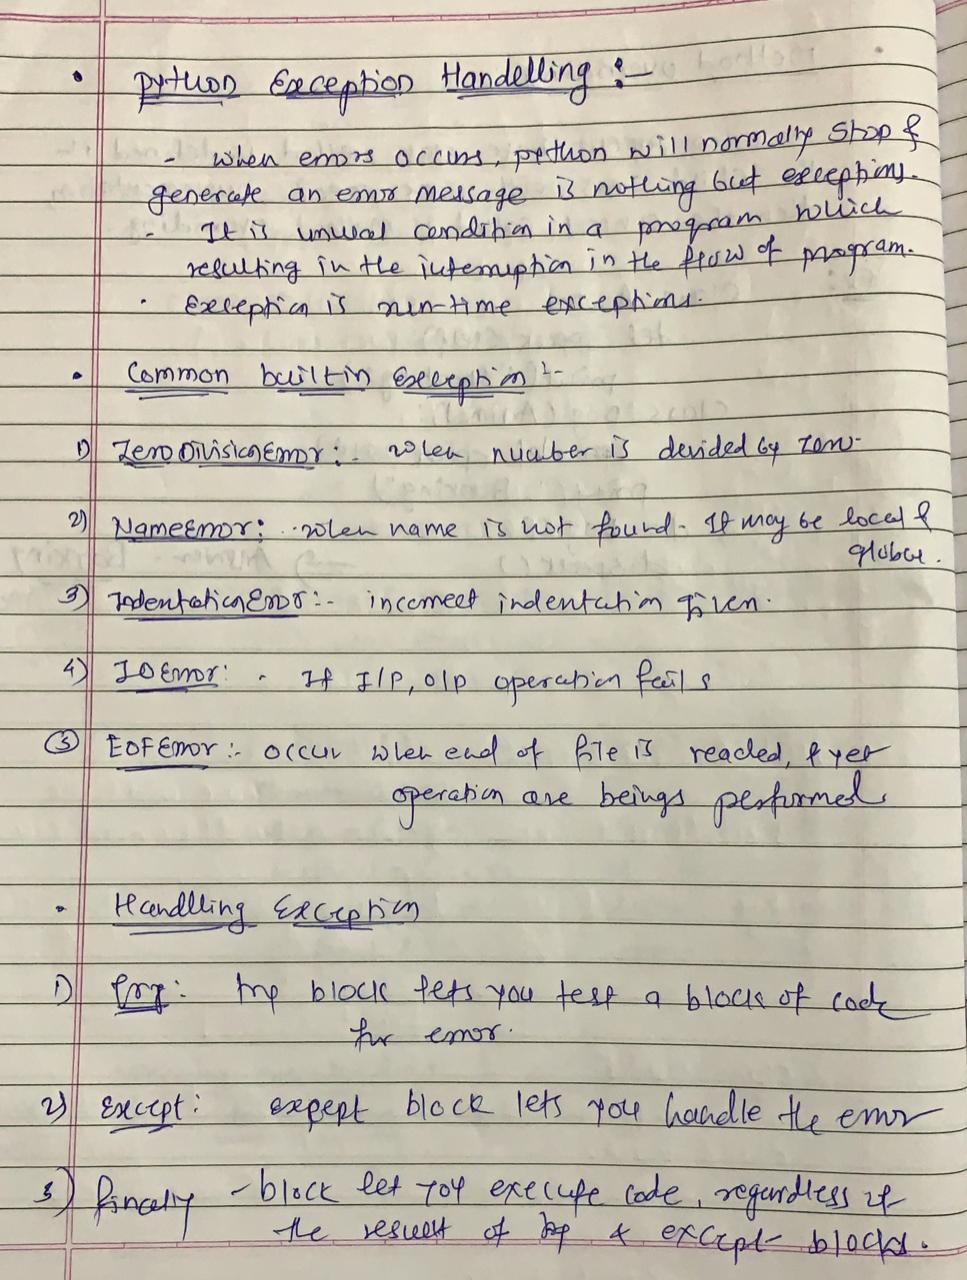 • python Exception Handelling :-
- when errors occurs, python will normally stop &
generate an error message is nothing but exceptions.
- It is unusual condition in a program which
resulting in the interruption in the flow of program.
• Exception is run-time exceptions.
• Common builtin Exception :-
1) ZeroDivisionError :- when number is devided by zero-
2) NameError : when name is not found. It may be local &
globle.
3) IndentationError :- incorrect indentation given.
4) IOError : - If I/P, O/P operation fails
5) EOFError :- occur when end of file is reached, & yet
operation are beings performed.
• Handlling Exception
1) Try : try block lets you test a block of code
for error.
2) Except : expept block lets you handle the error
3) finally - block let you execute code, regardless if
the result of try & except blocks.